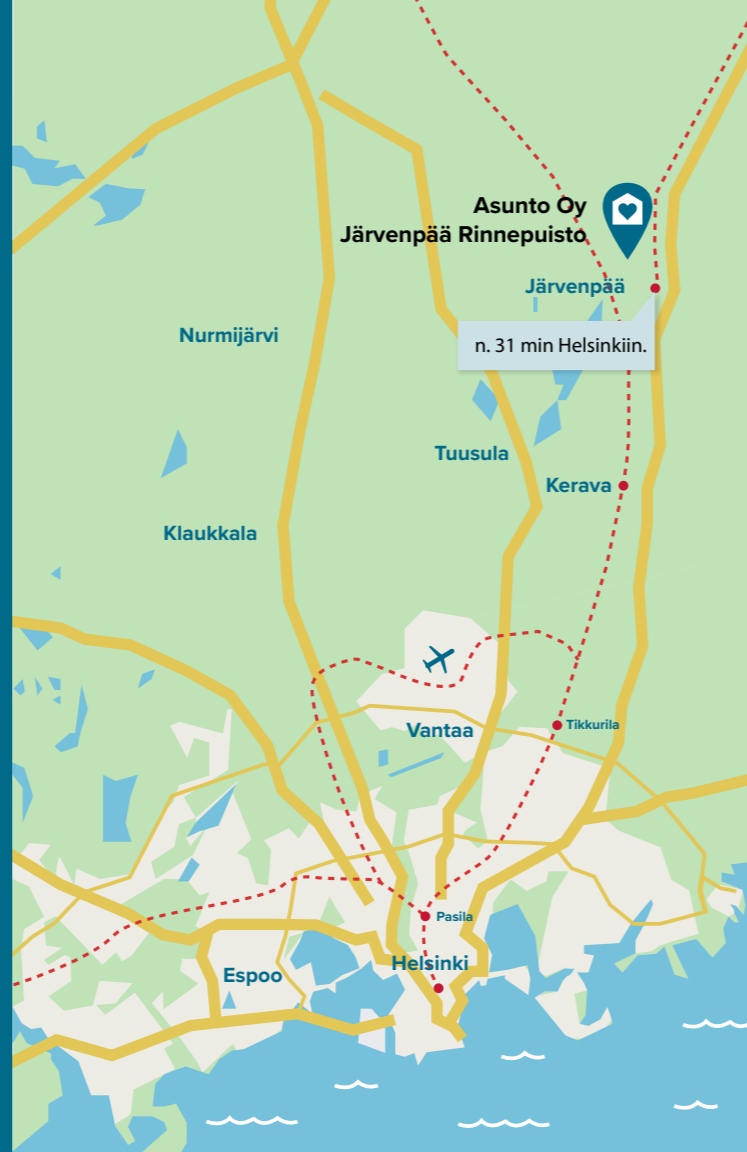 Asunto Oy
Järvenpää Rinnepuisto
Järvenpää
n. 31 min Helsinkiin.
Nurmijärvi
Tuusula
Kerava
Klaukkala
Vantaa
Tikkurila
Pasila
Helsinki
Espoo